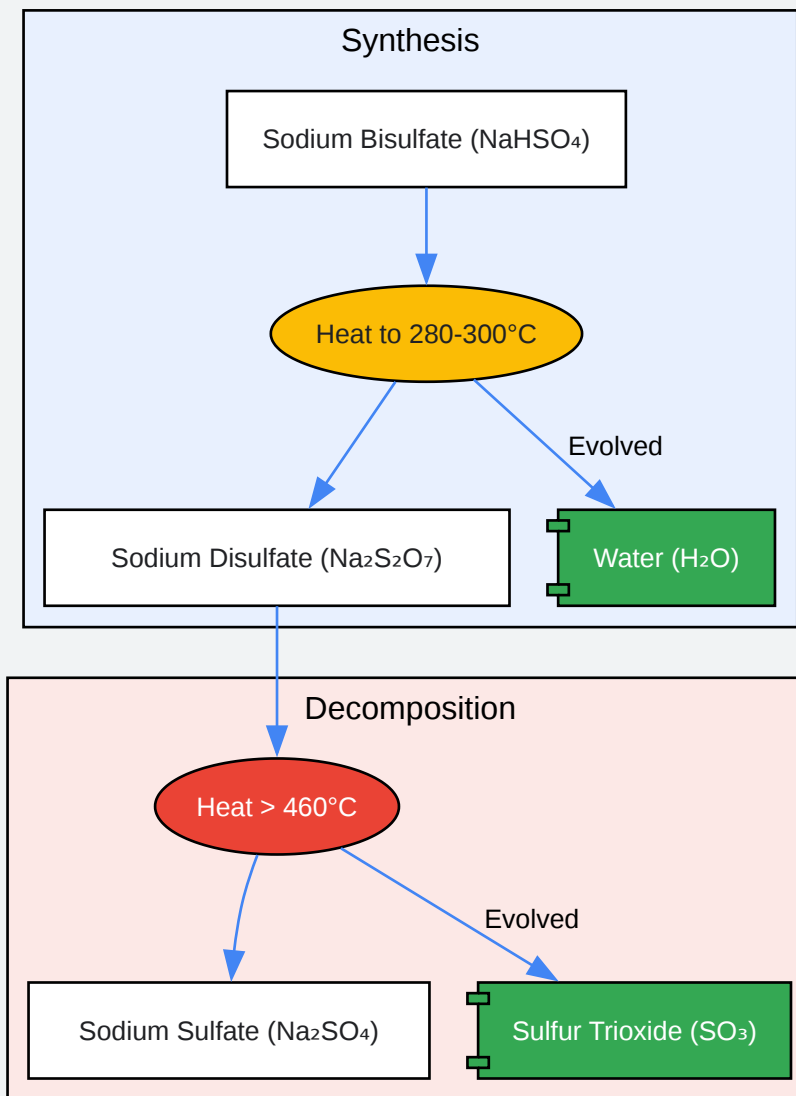 Synthesis
Sodium Bisulfate (NaHSO₄)
Heat to 280-300°C
Evolved
Sodium Disulfate (Na₂S₂O₇)
Water (H₂O)
Decomposition
Heat > 460°C
Evolved
Sodium Sulfate (Na₂SO₄)
Sulfur Trioxide (SO₃)